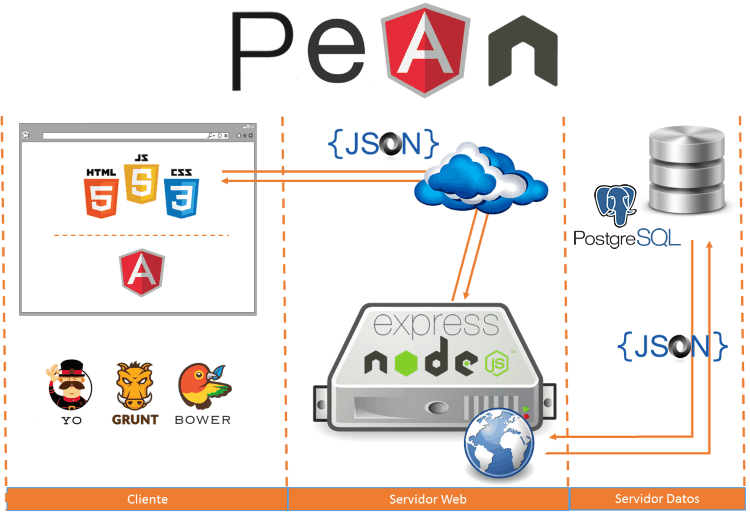 PeAn
{JSON}
HTML
5
JS
5
CSS
3
A
PostgreSQL
express
node
JS
{JSON}
YO
GRUNT
BOWER
Cliente
Servidor Web
Servidor Datos